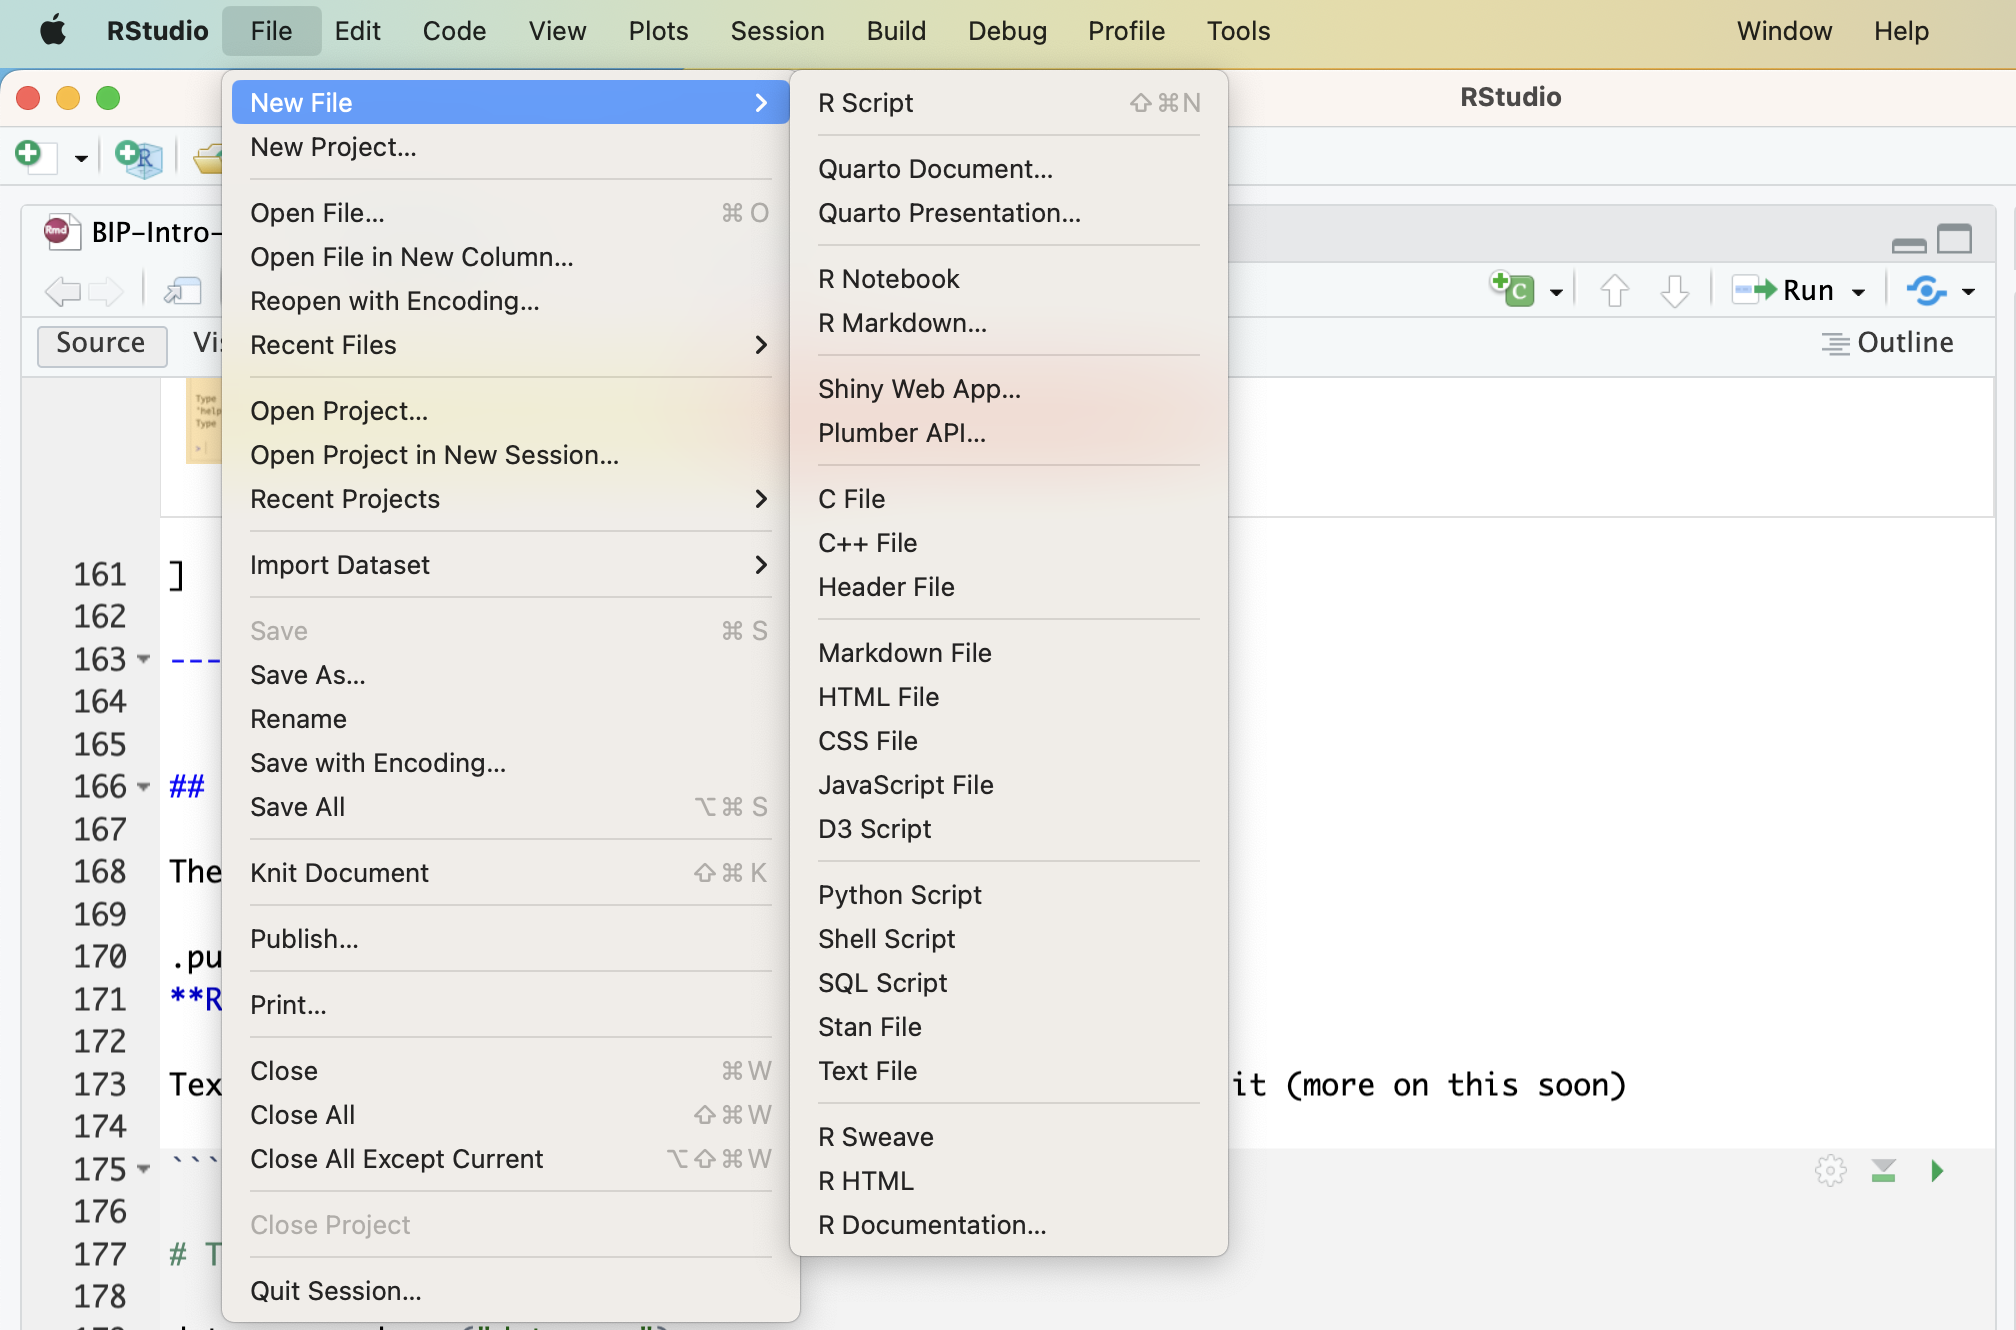 RStudio File Edit Code View Plots Session Build Debug Profile Tools Window Help
RStudio
New File
New Project...
Open File... ⌘ O
Open File in New Column...
Reopen with Encoding...
Recent Files
Open Project...
Open Project in New Session...
Recent Projects
Import Dataset
Save ⌘ S
Save As...
Rename
Save with Encoding...
Save All ⌥ ⌘ S
Knit Document ⇧ ⌘ K
Publish...
Print...
Close ⌘ W
Close All ⇧ ⌘ W
Close All Except Current ⌥ ⇧ ⌘ W
Close Project
Quit Session...
R Script ⇧ ⌘ N
Quarto Document...
Quarto Presentation...
R Notebook
R Markdown...
Shiny Web App...
Plumber API...
C File
C++ File
Header File
Markdown File
HTML File
CSS File
JavaScript File
D3 Script
Python Script
Shell Script
SQL Script
Stan File
Text File
R Sweave
R HTML
R Documentation...
R
Rmd BIP-Intro-
C Run
Source Outline
Type
'help
Type
>
161 ]
162
163 ---
164
165
166 ##
167
168 The
169
170 .pu
171 **R
172
173 Tex it (more on this soon)
174
175 ```
176
177 # T
178